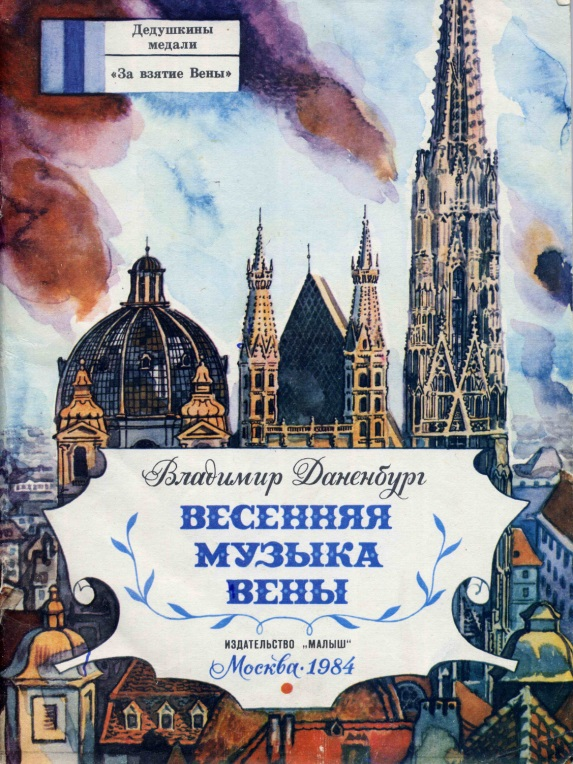 Дедушкины
медали
«За взятие Вены»
Владимир Даненбург
ВЕСЕННЯЯ
МУЗЫКА
ВЕНЫ
ИЗДАТЕЛЬСТВО „МАЛЫШ“
Москва·1984